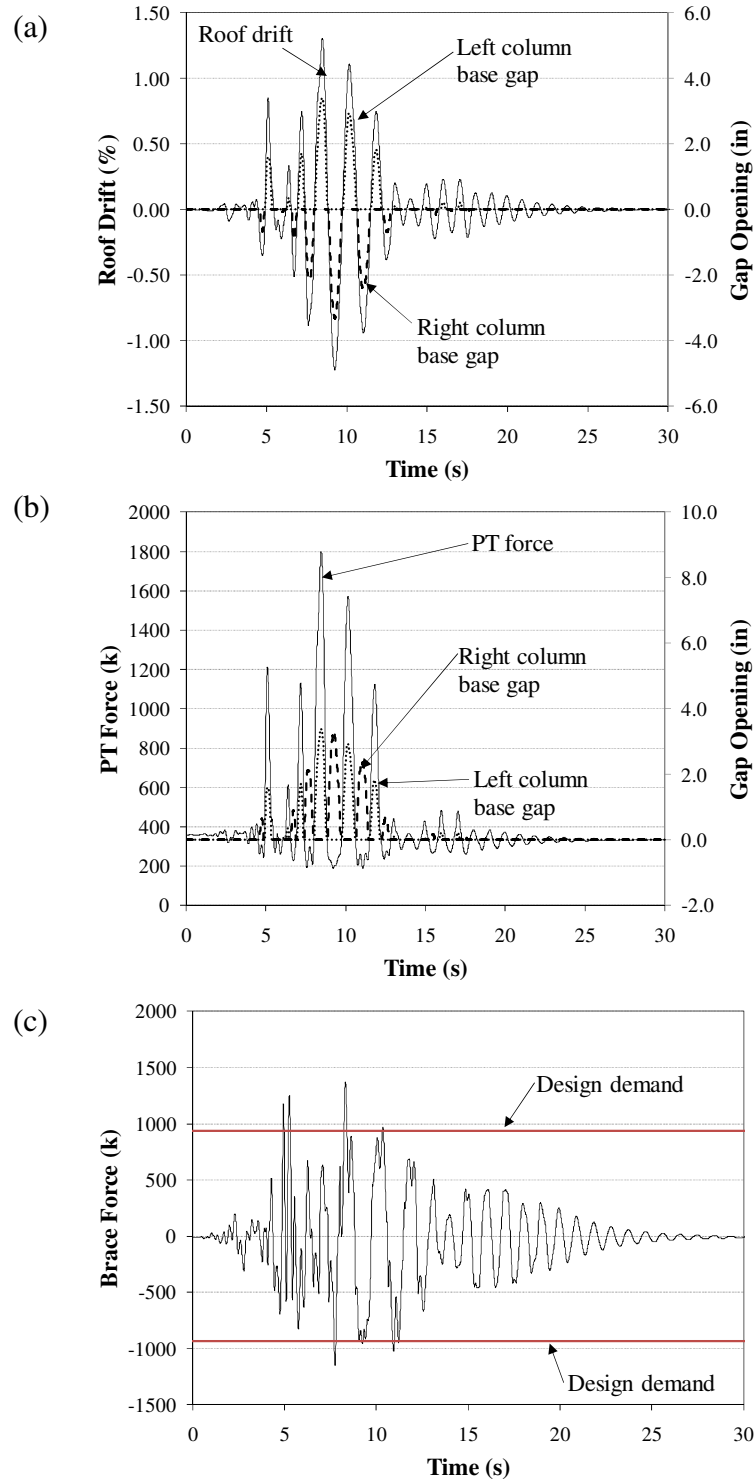 (a)
Roof drift
Left column
base gap
Right column
base gap
1.50
1.00
0.50
0.00
-0.50
-1.00
-1.50
Roof Drift (%)
6.0
4.0
2.0
0.0
-2.0
-4.0
-6.0
Gap Opening (in)
0 5 10 15 20 25 30
Time (s)
(b)
PT force
Right column
base gap
Left column
base gap
2000
1800
1600
1400
1200
1000
800
600
400
200
0
PT Force (k)
10.0
8.0
6.0
4.0
2.0
0.0
-2.0
Gap Opening (in)
0 5 10 15 20 25 30
Time (s)
(c)
Design demand
Design demand
2000
1500
1000
500
0
-500
-1000
-1500
Brace Force (k)
0 5 10 15 20 25 30
Time (s)